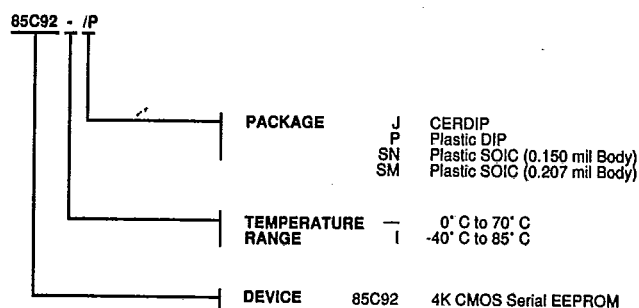 85C92 - /P
PACKAGE J CERDIP
P Plastic DIP
SN Plastic SOIC (0.150 mil Body)
SM Plastic SOIC (0.207 mil Body)
TEMPERATURE — 0° C to 70° C
RANGE I -40° C to 85° C
DEVICE 85C92 4K CMOS Serial EEPROM